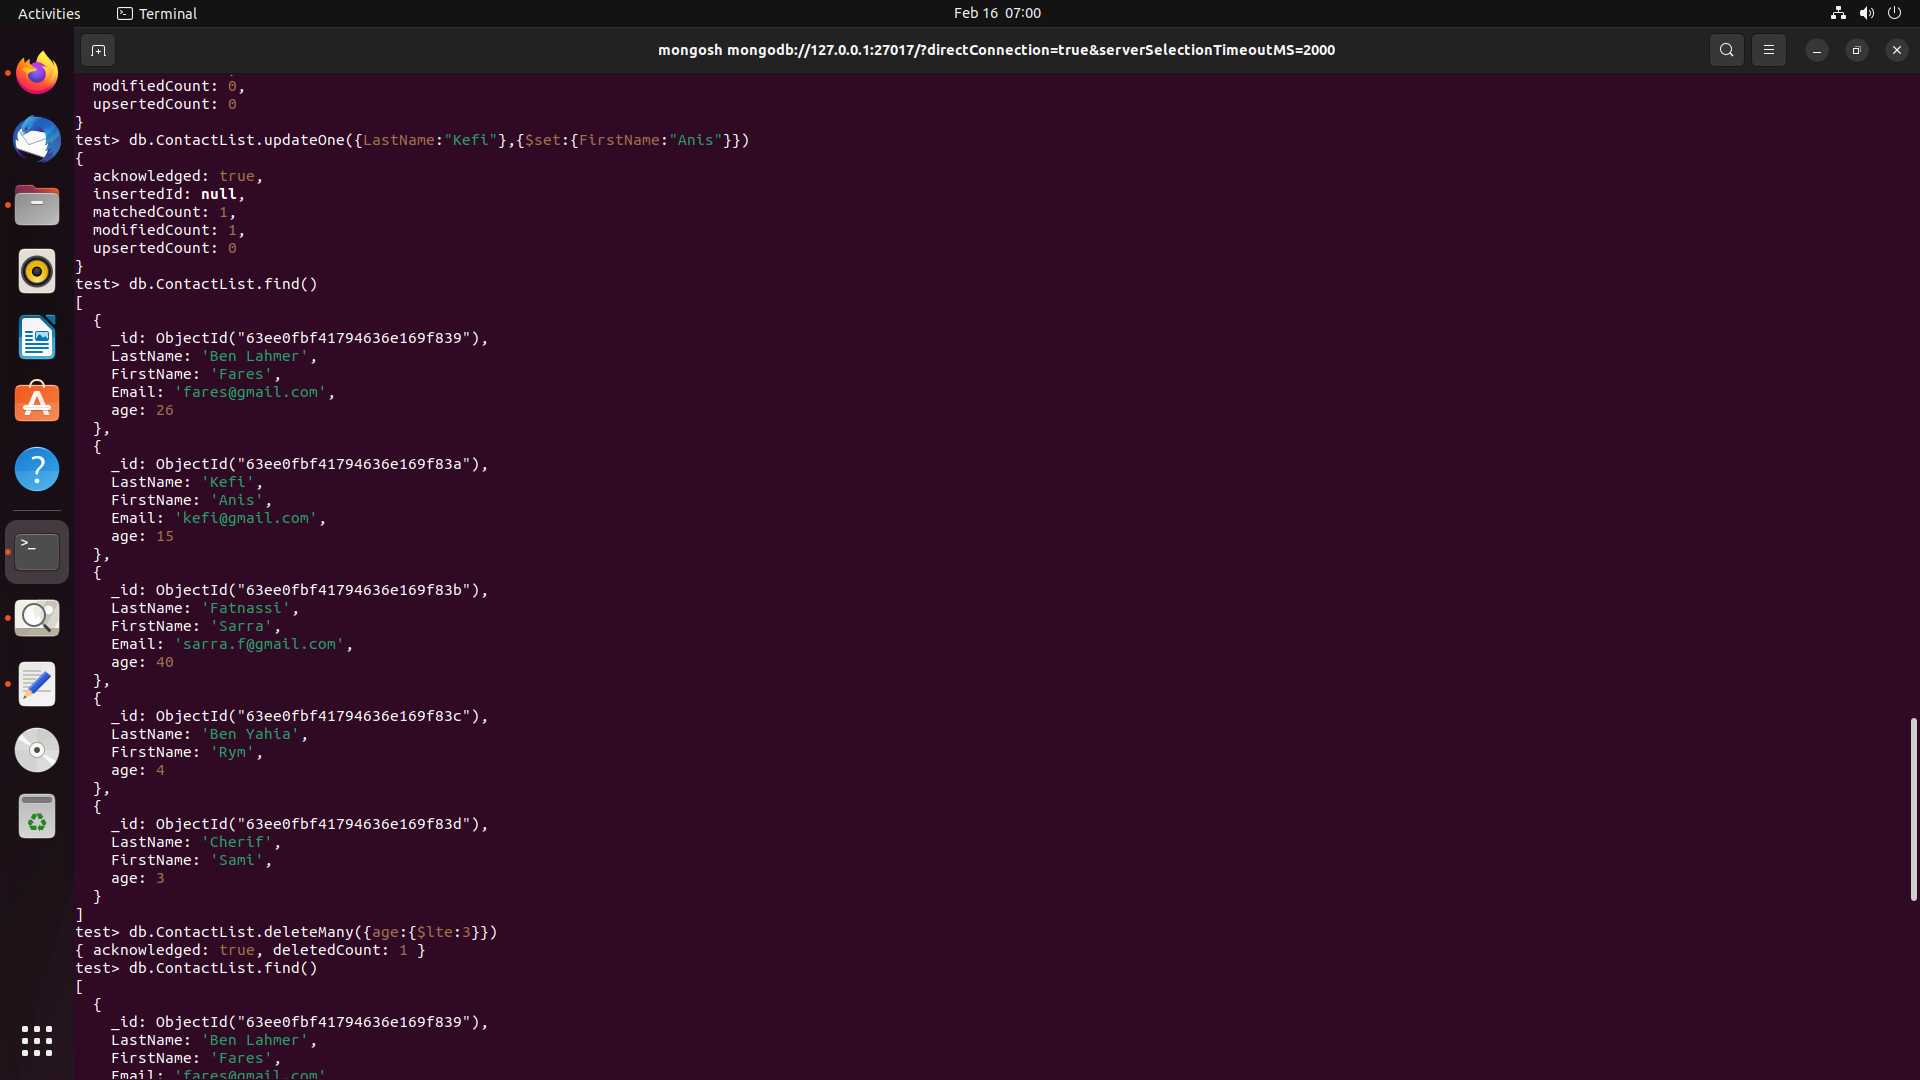 Activities
Terminal
Feb 16 07:00
mongosh mongodb://127.0.0.1:27017/?directConnection=true&serverSelectionTimeoutMS=2000
  modifiedCount: 0,
  upsertedCount: 0
}
test> db.ContactList.updateOne({LastName:"Kefi"},{$set:{FirstName:"Anis"}})
{
  acknowledged: true,
  insertedId: null,
  matchedCount: 1,
  modifiedCount: 1,
  upsertedCount: 0
}
test> db.ContactList.find()
[
  {
    _id: ObjectId("63ee0fbf41794636e169f839"),
    LastName: 'Ben Lahmer',
    FirstName: 'Fares',
    Email: 'fares@gmail.com',
    age: 26
  },
  {
    _id: ObjectId("63ee0fbf41794636e169f83a"),
    LastName: 'Kefi',
    FirstName: 'Anis',
    Email: 'kefi@gmail.com',
    age: 15
  },
  {
    _id: ObjectId("63ee0fbf41794636e169f83b"),
    LastName: 'Fatnassi',
    FirstName: 'Sarra',
    Email: 'sarra.f@gmail.com',
    age: 40
  },
  {
    _id: ObjectId("63ee0fbf41794636e169f83c"),
    LastName: 'Ben Yahia',
    FirstName: 'Rym',
    age: 4
  },
  {
    _id: ObjectId("63ee0fbf41794636e169f83d"),
    LastName: 'Cherif',
    FirstName: 'Sami',
    age: 3
  }
]
test> db.ContactList.deleteMany({age:{$lte:3}})
{ acknowledged: true, deletedCount: 1 }
test> db.ContactList.find()
[
  {
    _id: ObjectId("63ee0fbf41794636e169f839"),
    LastName: 'Ben Lahmer',
    FirstName: 'Fares',
    Email: 'fares@gmail.com'